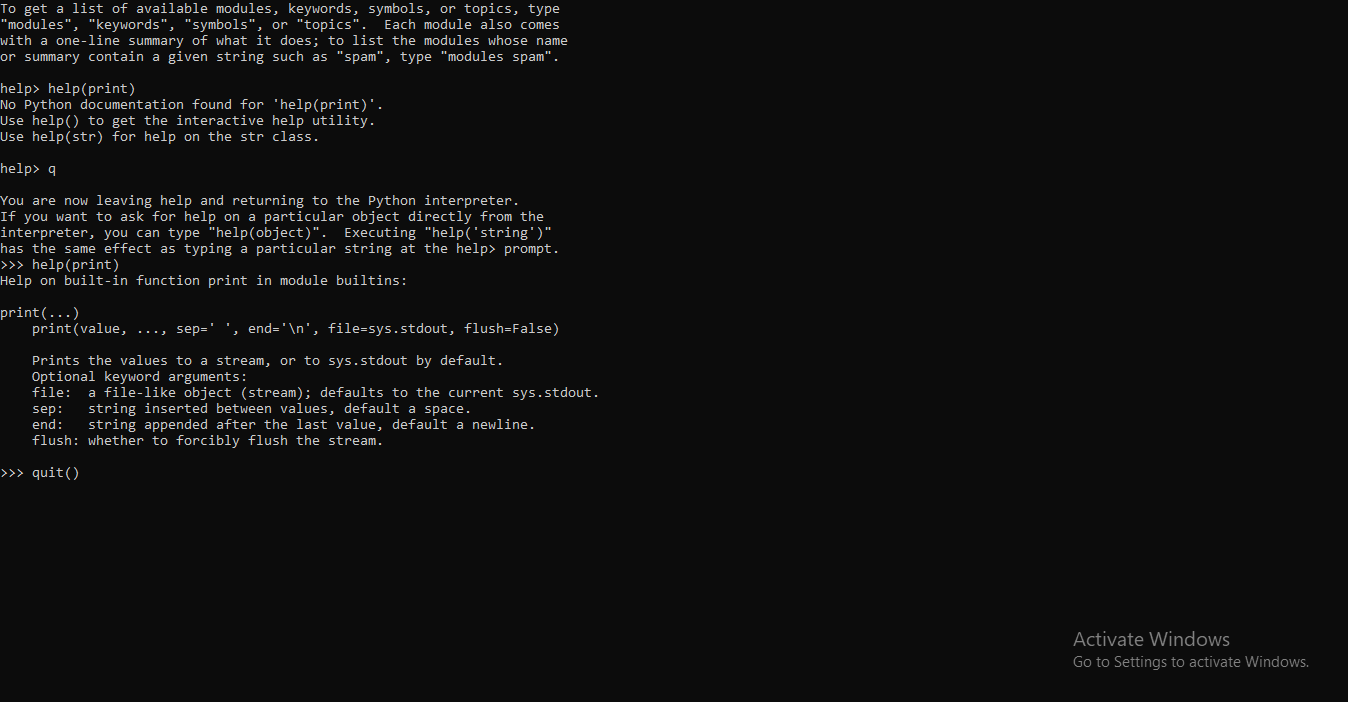 To get a list of available modules, keywords, symbols, or topics, type
"modules", "keywords", "symbols", or "topics".  Each module also comes
with a one-line summary of what it does; to list the modules whose name
or summary contain a given string such as "spam", type "modules spam".

help> help(print)
No Python documentation found for 'help(print)'.
Use help() to get the interactive help utility.
Use help(str) for help on the str class.

help> q

You are now leaving help and returning to the Python interpreter.
If you want to ask for help on a particular object directly from the
interpreter, you can type "help(object)".  Executing "help('string')"
has the same effect as typing a particular string at the help> prompt.
>>> help(print)
Help on built-in function print in module builtins:

print(...)
    print(value, ..., sep=' ', end='\n', file=sys.stdout, flush=False)

    Prints the values to a stream, or to sys.stdout by default.
    Optional keyword arguments:
    file:  a file-like object (stream); defaults to the current sys.stdout.
    sep:   string inserted between values, default a space.
    end:   string appended after the last value, default a newline.
    flush: whether to forcibly flush the stream.

>>> quit()
Activate Windows
Go to Settings to activate Windows.